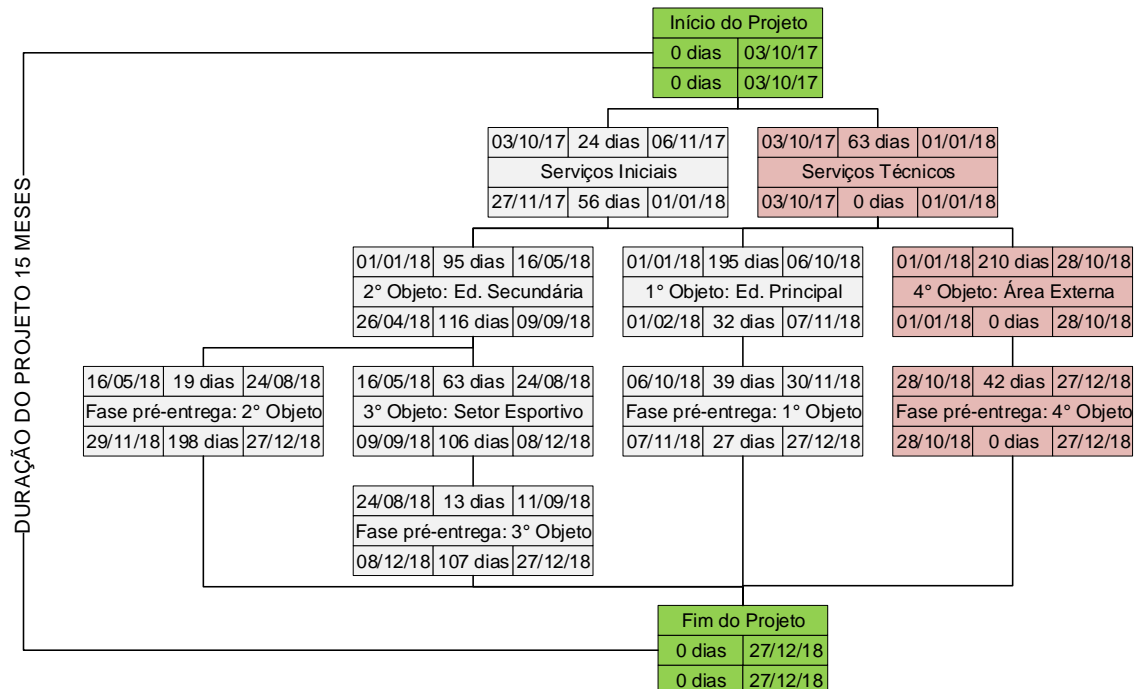 Início do Projeto
0 dias 03/10/17
0 dias 03/10/17
DURAÇÃO DO PROJETO 15 MESES
03/10/17 24 dias 06/11/17
Serviços Iniciais
27/11/17 56 dias 01/01/18
03/10/17 63 dias 01/01/18
Serviços Técnicos
03/10/17 0 dias 01/01/18
01/01/18 95 dias 16/05/18
2° Objeto: Ed. Secundária
26/04/18 116 dias 09/09/18
01/01/18 195 dias 06/10/18
1° Objeto: Ed. Principal
01/02/18 32 dias 07/11/18
01/01/18 210 dias 28/10/18
4° Objeto: Área Externa
01/01/18 0 dias 28/10/18
16/05/18 19 dias 24/08/18
Fase pré-entrega: 2° Objeto
29/11/18 198 dias 27/12/18
16/05/18 63 dias 24/08/18
3° Objeto: Setor Esportivo
09/09/18 106 dias 08/12/18
06/10/18 39 dias 30/11/18
Fase pré-entrega: 1° Objeto
07/11/18 27 dias 27/12/18
28/10/18 42 dias 27/12/18
Fase pré-entrega: 4° Objeto
28/10/18 0 dias 27/12/18
24/08/18 13 dias 11/09/18
Fase pré-entrega: 3° Objeto
08/12/18 107 dias 27/12/18
Fim do Projeto
0 dias 27/12/18
0 dias 27/12/18